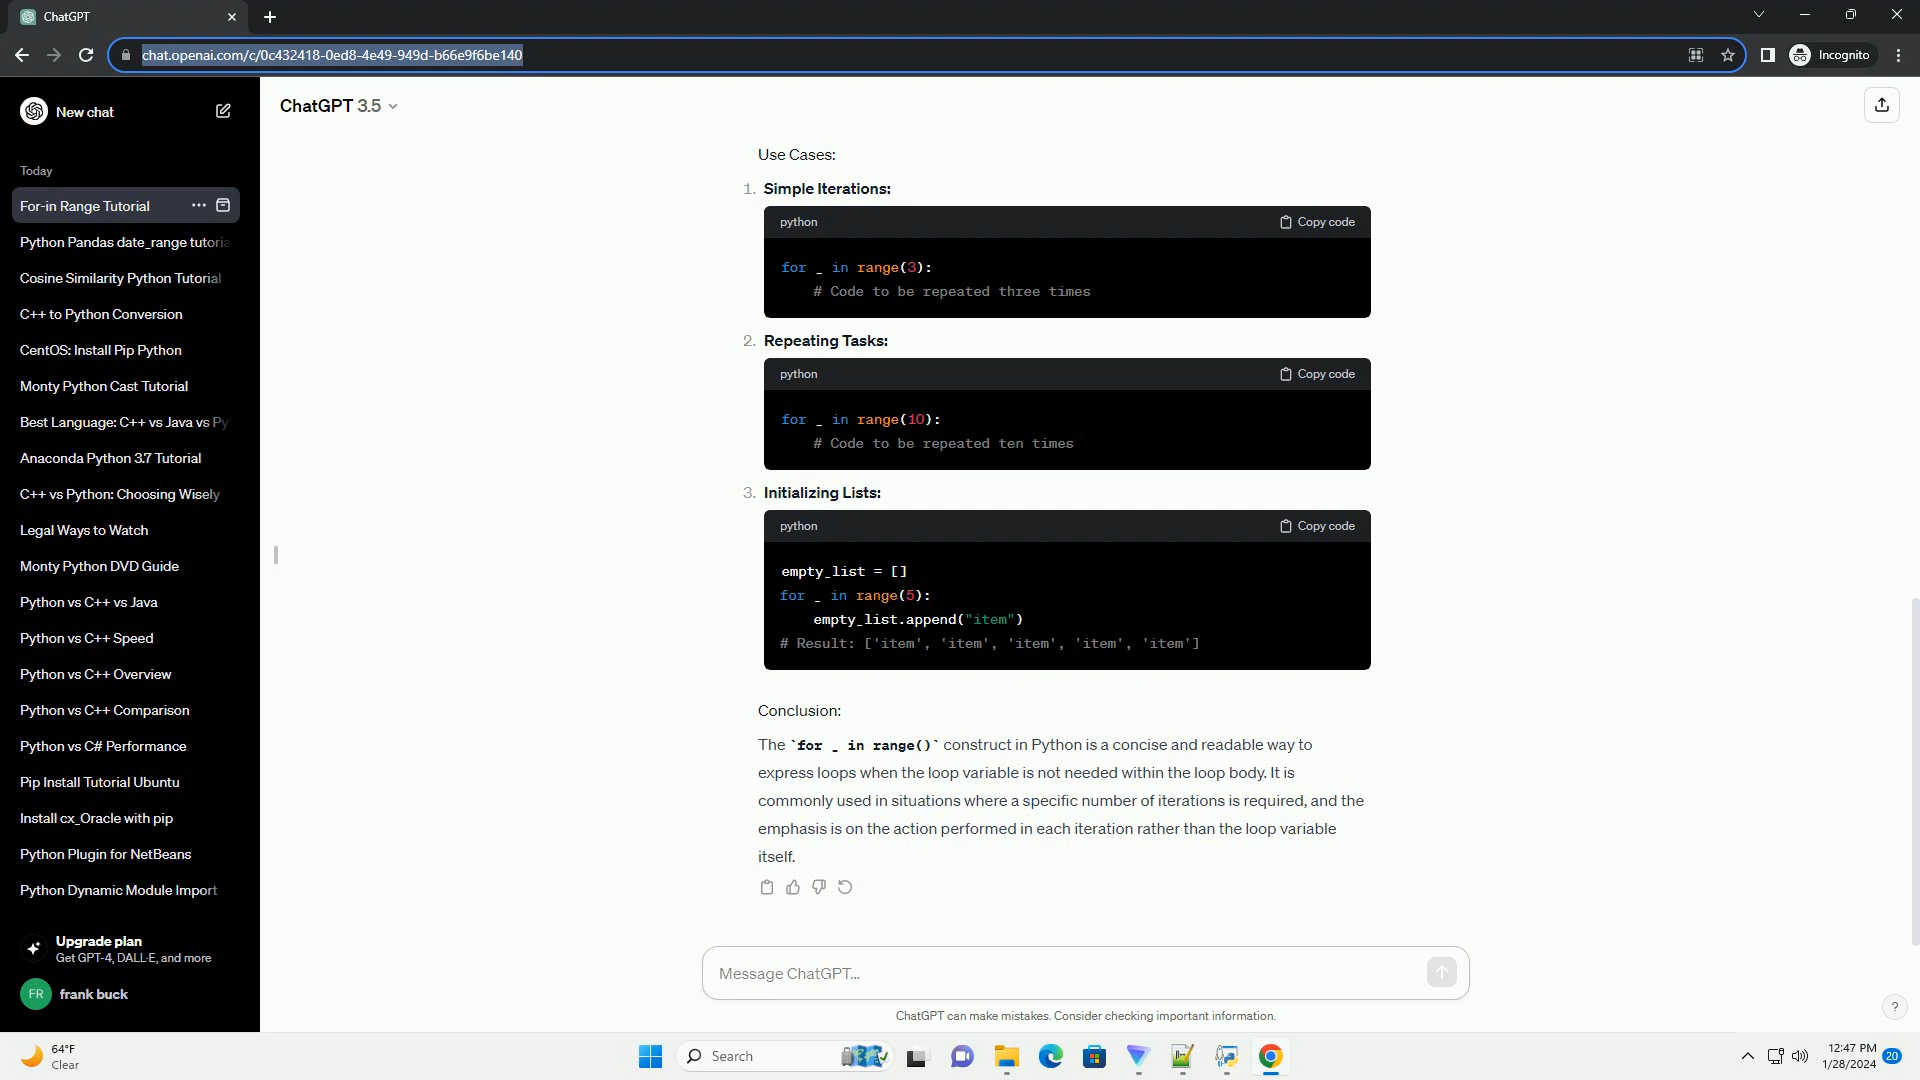 ChatGPT
chat.openai.com/c/0c432418-0ed8-4e49-949d-b66e9f6be140
Incognito
New chat
Today
For-in Range Tutorial
Python Pandas date_range tutoria
Cosine Similarity Python Tutorial
C++ to Python Conversion
CentOS: Install Pip Python
Monty Python Cast Tutorial
Best Language: C++ vs Java vs Py
Anaconda Python 3.7 Tutorial
C++ vs Python: Choosing Wisely
Legal Ways to Watch
Monty Python DVD Guide
Python vs C++ vs Java
Python vs C++ Speed
Python vs C++ Overview
Python vs C++ Comparison
Python vs C# Performance
Pip Install Tutorial Ubuntu
Install cx_Oracle with pip
Python Plugin for NetBeans
Python Dynamic Module Import
Upgrade plan
Get GPT-4, DALL·E, and more
FR frank buck
ChatGPT 3.5
Use Cases:
1. Simple Iterations:
python Copy code
for _ in range(3):
# Code to be repeated three times
2. Repeating Tasks:
python Copy code
for _ in range(10):
# Code to be repeated ten times
3. Initializing Lists:
python Copy code
empty_list = []
for _ in range(5):
empty_list.append("item")
# Result: ['item', 'item', 'item', 'item', 'item']
Conclusion:
The `for _ in range()` construct in Python is a concise and readable way to
express loops when the loop variable is not needed within the loop body. It is
commonly used in situations where a specific number of iterations is required, and the
emphasis is on the action performed in each iteration rather than the loop variable
itself.
Message ChatGPT...
ChatGPT can make mistakes. Consider checking important information.
?
64°F
Clear
Search
12:47 PM
1/28/2024
20